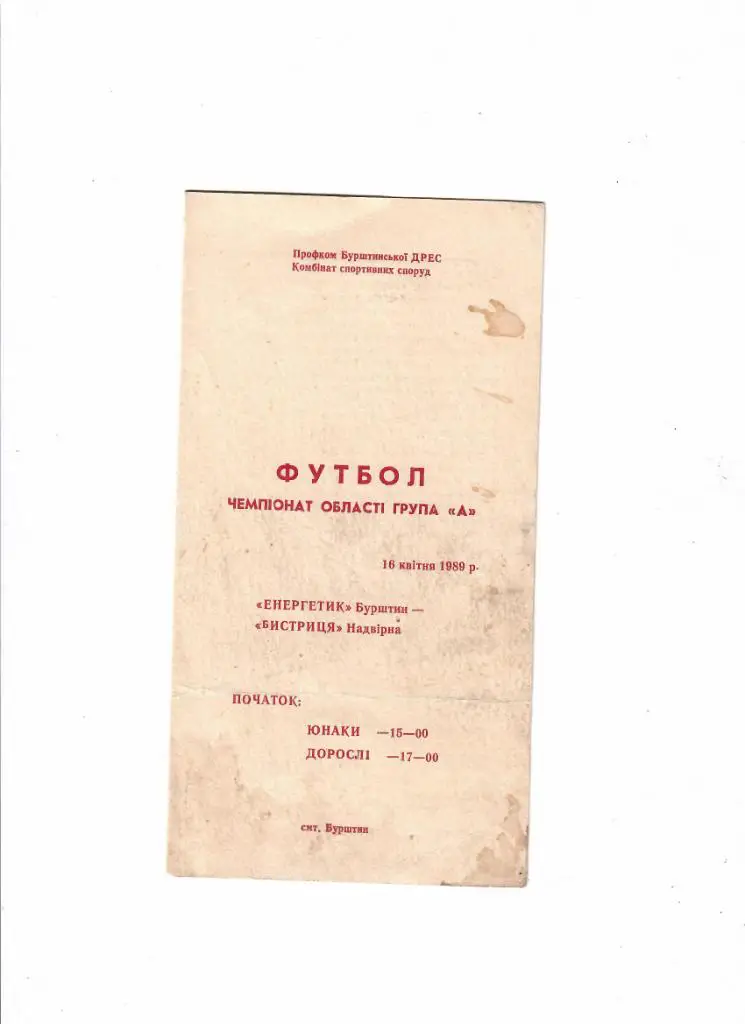 Профком Бурштинської ДРЕС
Комбінат спортивних споруд
ФУТБОЛ
ЧЕМПІОНАТ ОБЛАСТІ ГРУПА «А»
16 квітня 1989 р.
«ЕНЕРГЕТИК» Бурштин —
«БИСТРИЦЯ» Надвірна
ПОЧАТОК:
ЮНАКИ —15—00
ДОРОСЛІ —17—00
смт. Бурштин